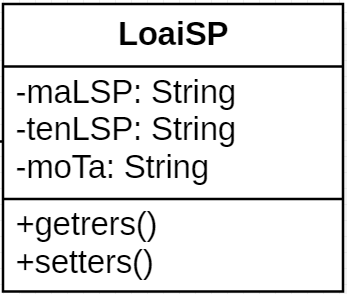 LoaiSP
-maLSP: String
-tenLSP: String
-moTa: String
+getrers()
+setters()